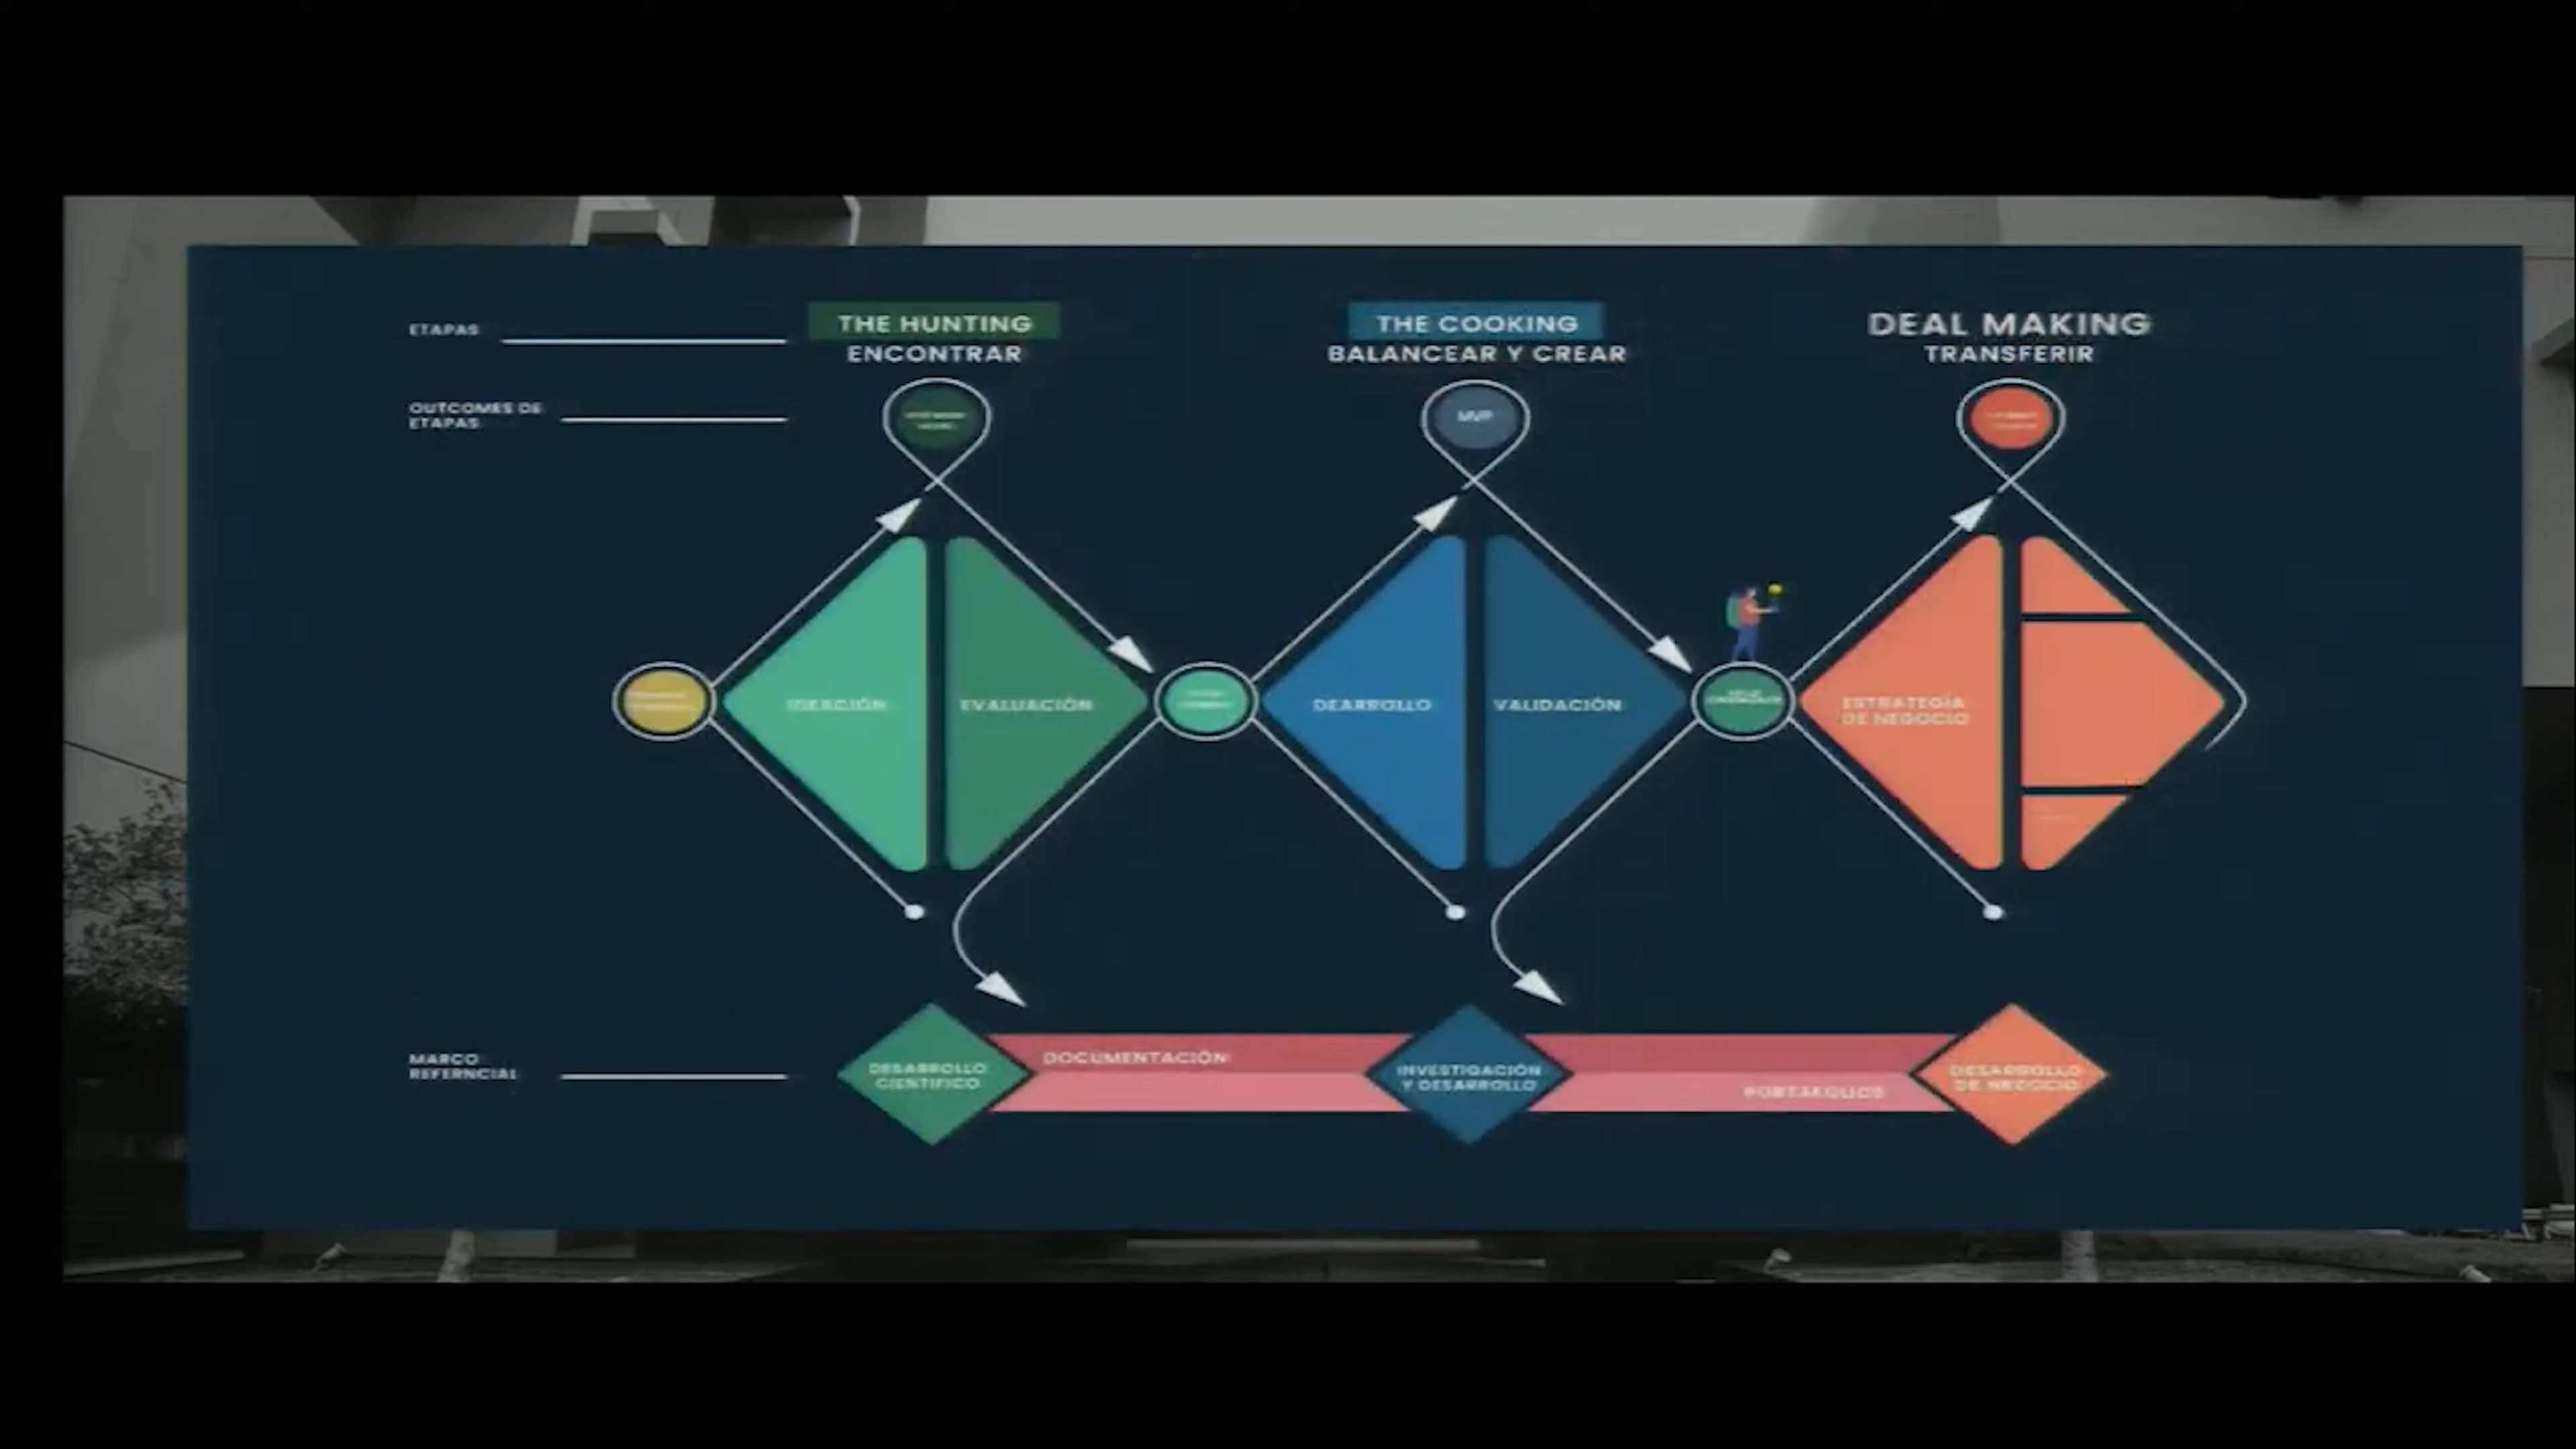 ETAPAS
THE HUNTING
ENCONTRAR
THE COOKING
BALANCEAR Y CREAR
DEAL MAKING
TRANSFERIR
OUTCOMES DE
ETAPAS
MVP
IDEACIÓN
EVALUACIÓN
DEARROLLO
VALIDACIÓN
ESTRATEGÍA
DE NEGOCIO
MARCO
REFERNCIAL
DESARROLLO
CIENTIFICO
DOCUMENTACIÓN
INVESTIGACIÓN
Y DESARROLLO
DESARROLLO
DE NEGOCIO